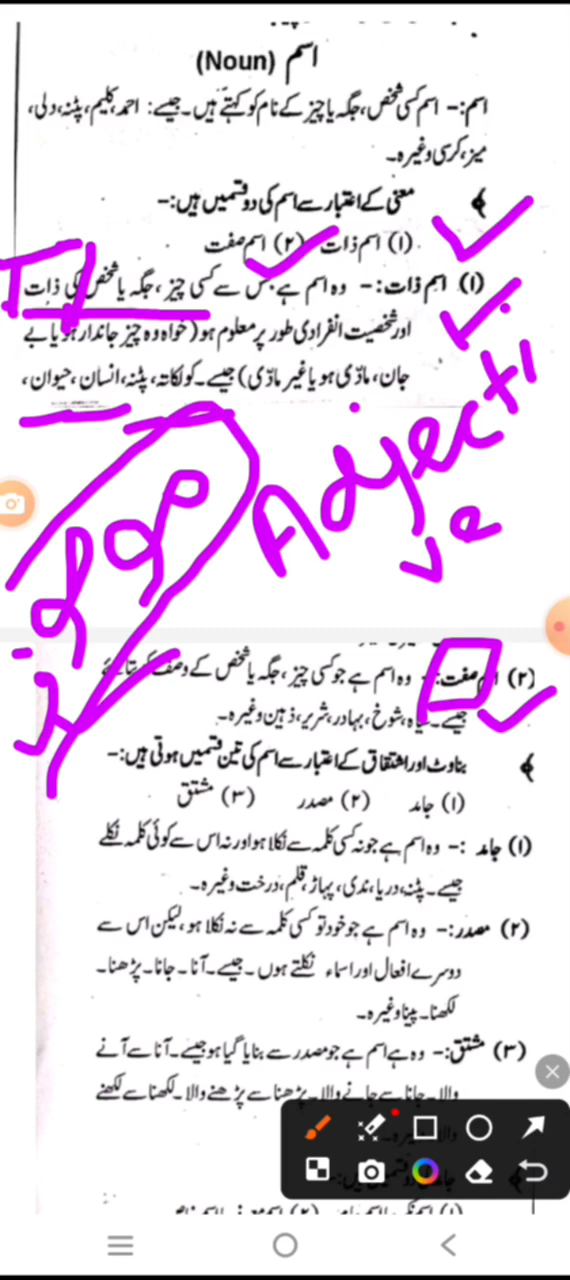 اسم (Noun)
اسم:- اسم کسی شخص، جگہ یا چیز کے نام کو کہتے ہیں۔ جیسے: احمد، کلیم، پٹنہ، دلی،
میز، کرسی وغیرہ۔
معنی کے اعتبار سے اسم کی دو قسمیں ہیں:-
(۱) اسم ذات (۲) اسم صفت
(۱) اسم ذات:- وہ اسم ہے جس سے کسی چیز، جگہ یا شخص کی ذات
اور شخصیت انفرادی طور پر معلوم ہو (خواہ وہ چیز جاندار ہو یا بے
جان، مادّی ہو یا غیر مادّی) جیسے۔ کولکاتہ، پٹنہ، انسان، حیوان،
Adjecti
ve
(۲) اسم صفت:- وہ اسم ہے جو کسی چیز، جگہ یا شخص کے وصف کو بتائے
جیسے۔ سیاہ، شوخ، بہادر، شریر، ذہین وغیرہ۔
بناوٹ اور اشتقاق کے اعتبار سے اسم کی تین قسمیں ہوتی ہیں:-
(۱) جامد (۲) مصدر (۳) مشتق
(۱) جامد :- وہ اسم ہے جو نہ کسی کلمہ سے نکلا ہو اور نہ اس سے کوئی کلمہ نکلے
جیسے۔ پٹنہ، دریا، ندی، پہاڑ، قلم، درخت وغیرہ۔
(۲) مصدر:- وہ اسم ہے جو خود تو کسی کلمہ سے نہ نکلا ہو، لیکن اس سے
دوسرے افعال اور اسماء نکلتے ہوں۔ جیسے۔ آنا۔ جانا۔ پڑھنا۔
لکھنا۔ پینا وغیرہ۔
(۳) مشتق:- وہ ہے اسم ہے جو مصدر سے بنایا گیا ہو جیسے۔ آنا سے آنے
والا۔ جانا سے جانے والا۔ پڑھنا سے پڑھنے والا۔ لکھنا سے لکھنے